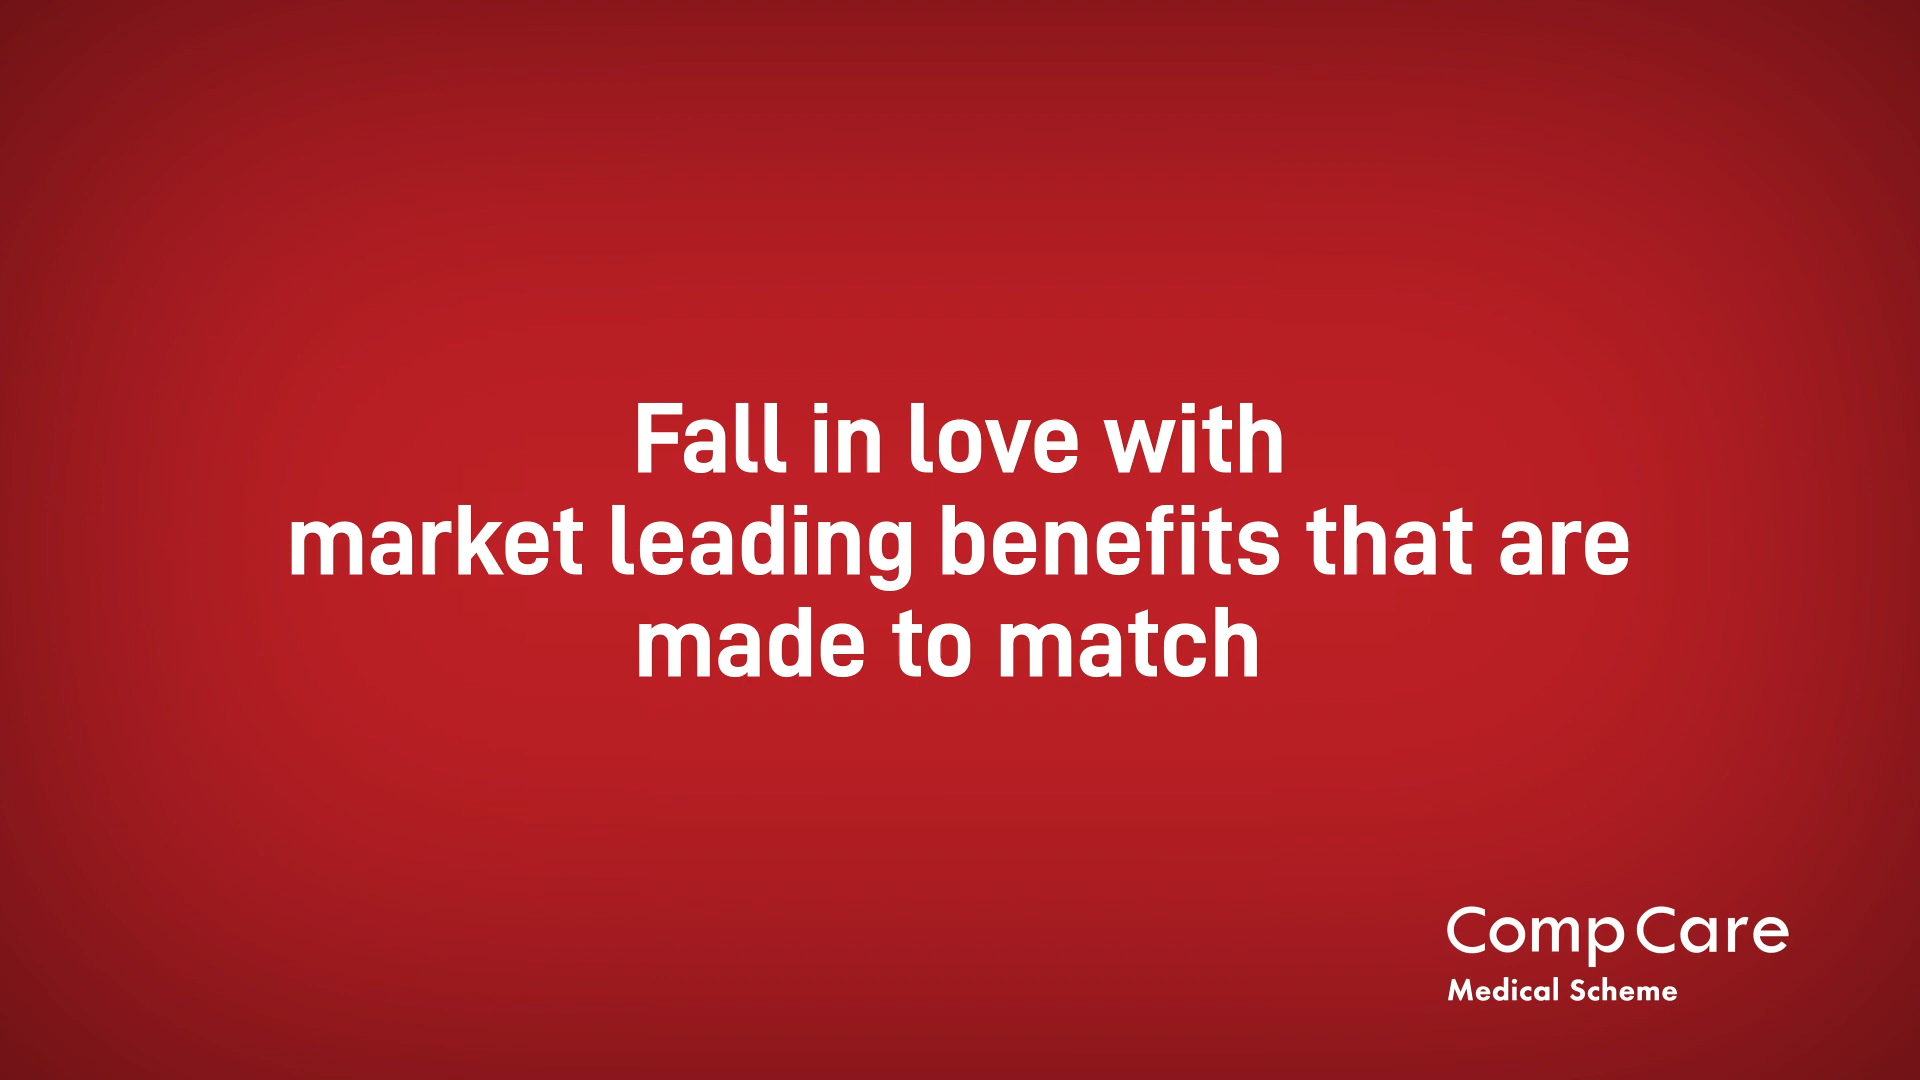 Fall in love with
market leading benefits that are
made to match
CompCare
Medical Scheme